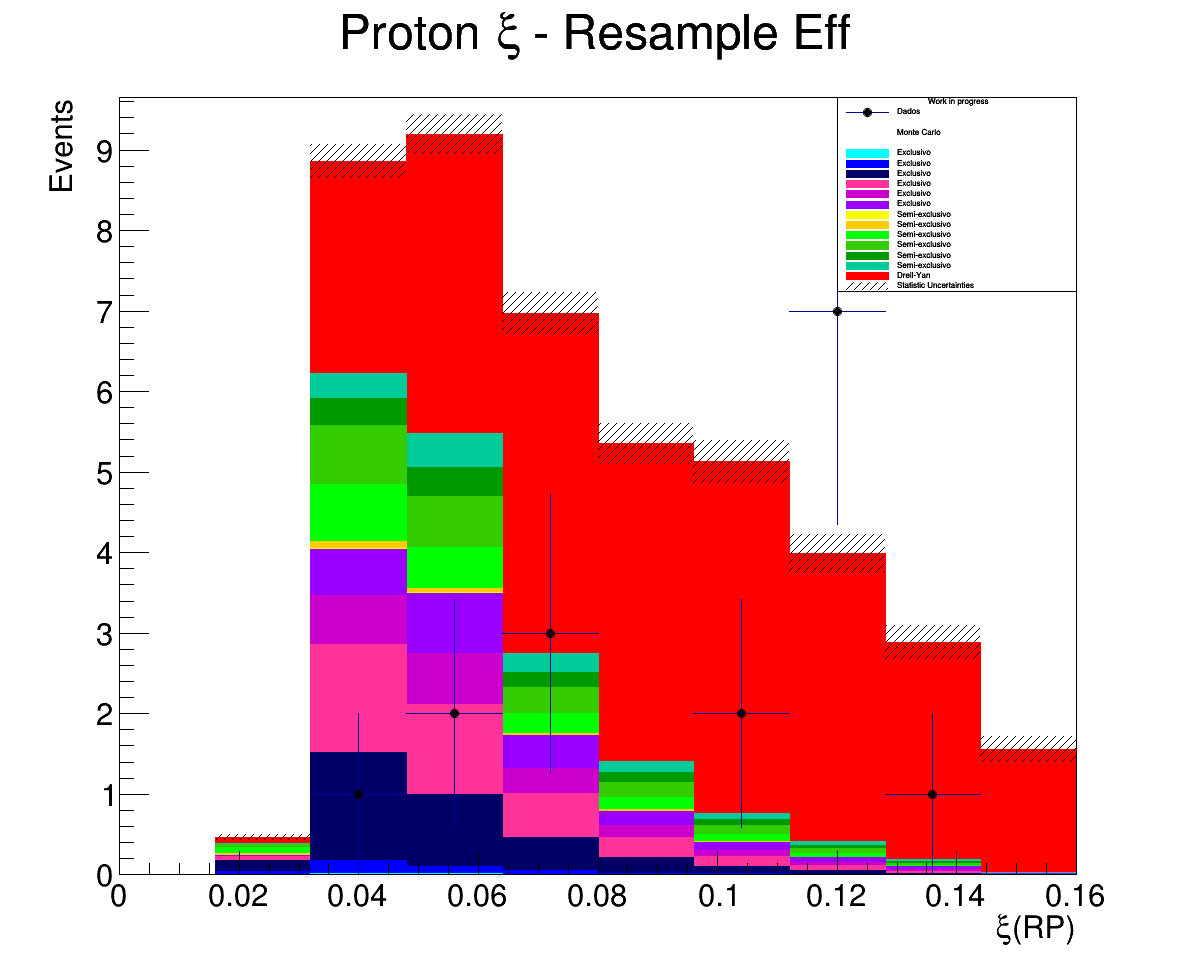 Proton ξ - Resample Eff
Events
Work in progress
Dados
Monte Carlo
Exclusivo
Exclusivo
Exclusivo
Exclusivo
Exclusivo
Exclusivo
Semi-exclusivo
Semi-exclusivo
Semi-exclusivo
Semi-exclusivo
Semi-exclusivo
Semi-exclusivo
Drell-Yan
Statistic Uncertainties
9
8
7
6
5
4
3
2
1
0
0 0.02 0.04 0.06 0.08 0.1 0.12 0.14 0.16
ξ(RP)